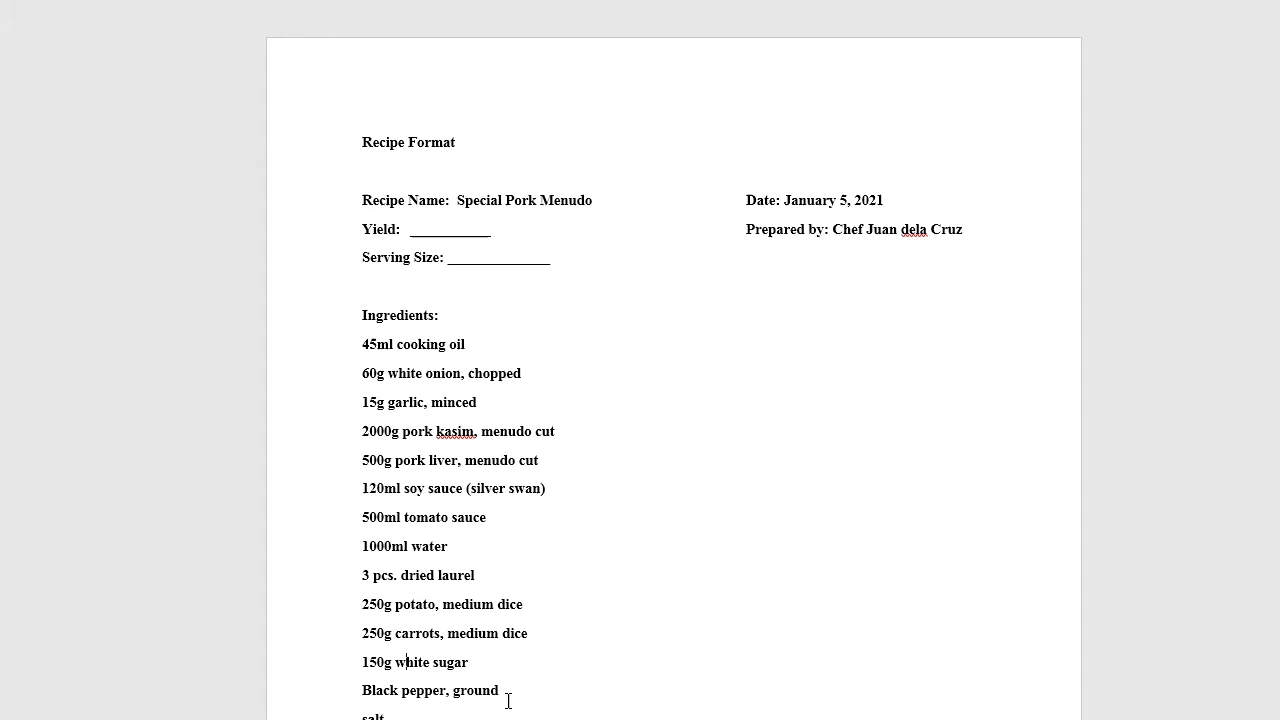 Recipe Format
Recipe Name: Special Pork Menudo
Date: January 5, 2021
Yield: ___________
Prepared by: Chef Juan dela Cruz
Serving Size: ______________
Ingredients:
45ml cooking oil
60g white onion, chopped
15g garlic, minced
2000g pork kasim, menudo cut
500g pork liver, menudo cut
120ml soy sauce (silver swan)
500ml tomato sauce
1000ml water
3 pcs. dried laurel
250g potato, medium dice
250g carrots, medium dice
150g white sugar
Black pepper, ground
salt